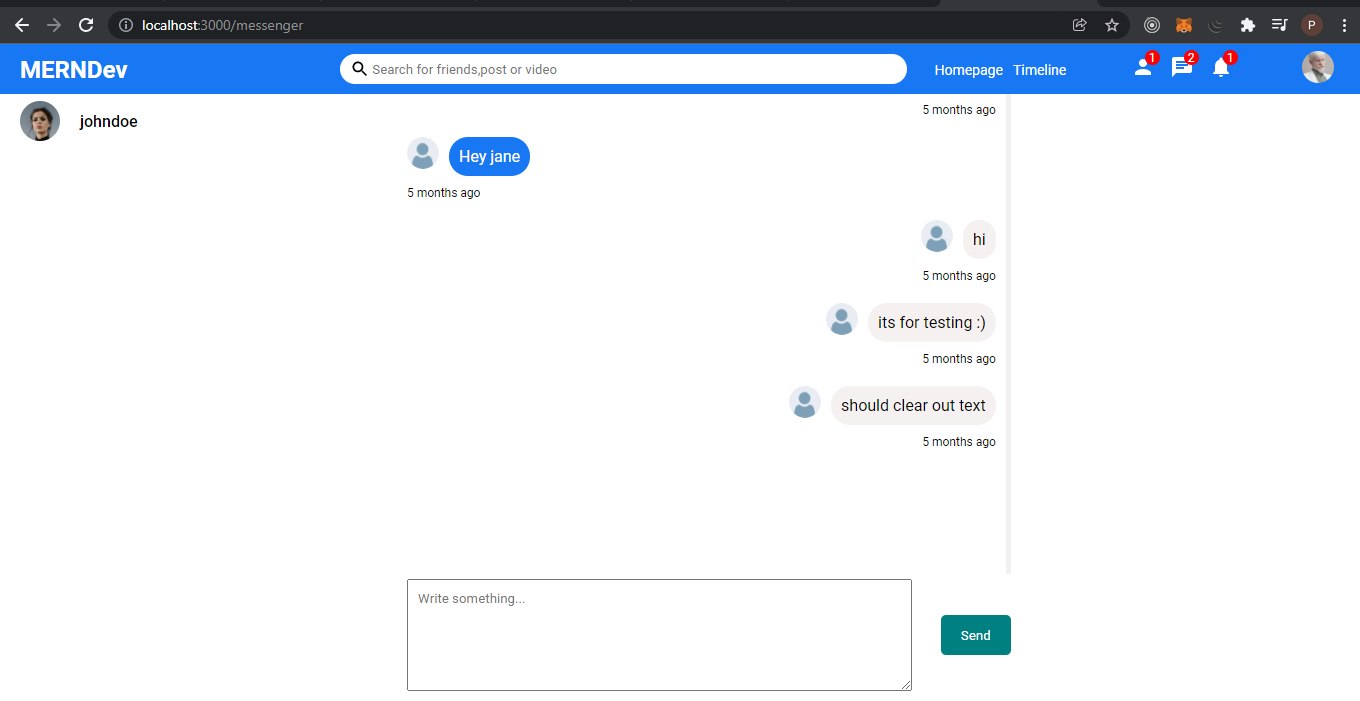 localhost:3000/messenger
P
MERNDev
Search for friends,post or video
Homepage Timeline
1
2
1
johndoe
5 months ago
Hey jane
5 months ago
hi
5 months ago
its for testing :)
5 months ago
should clear out text
5 months ago
Write something...
Send